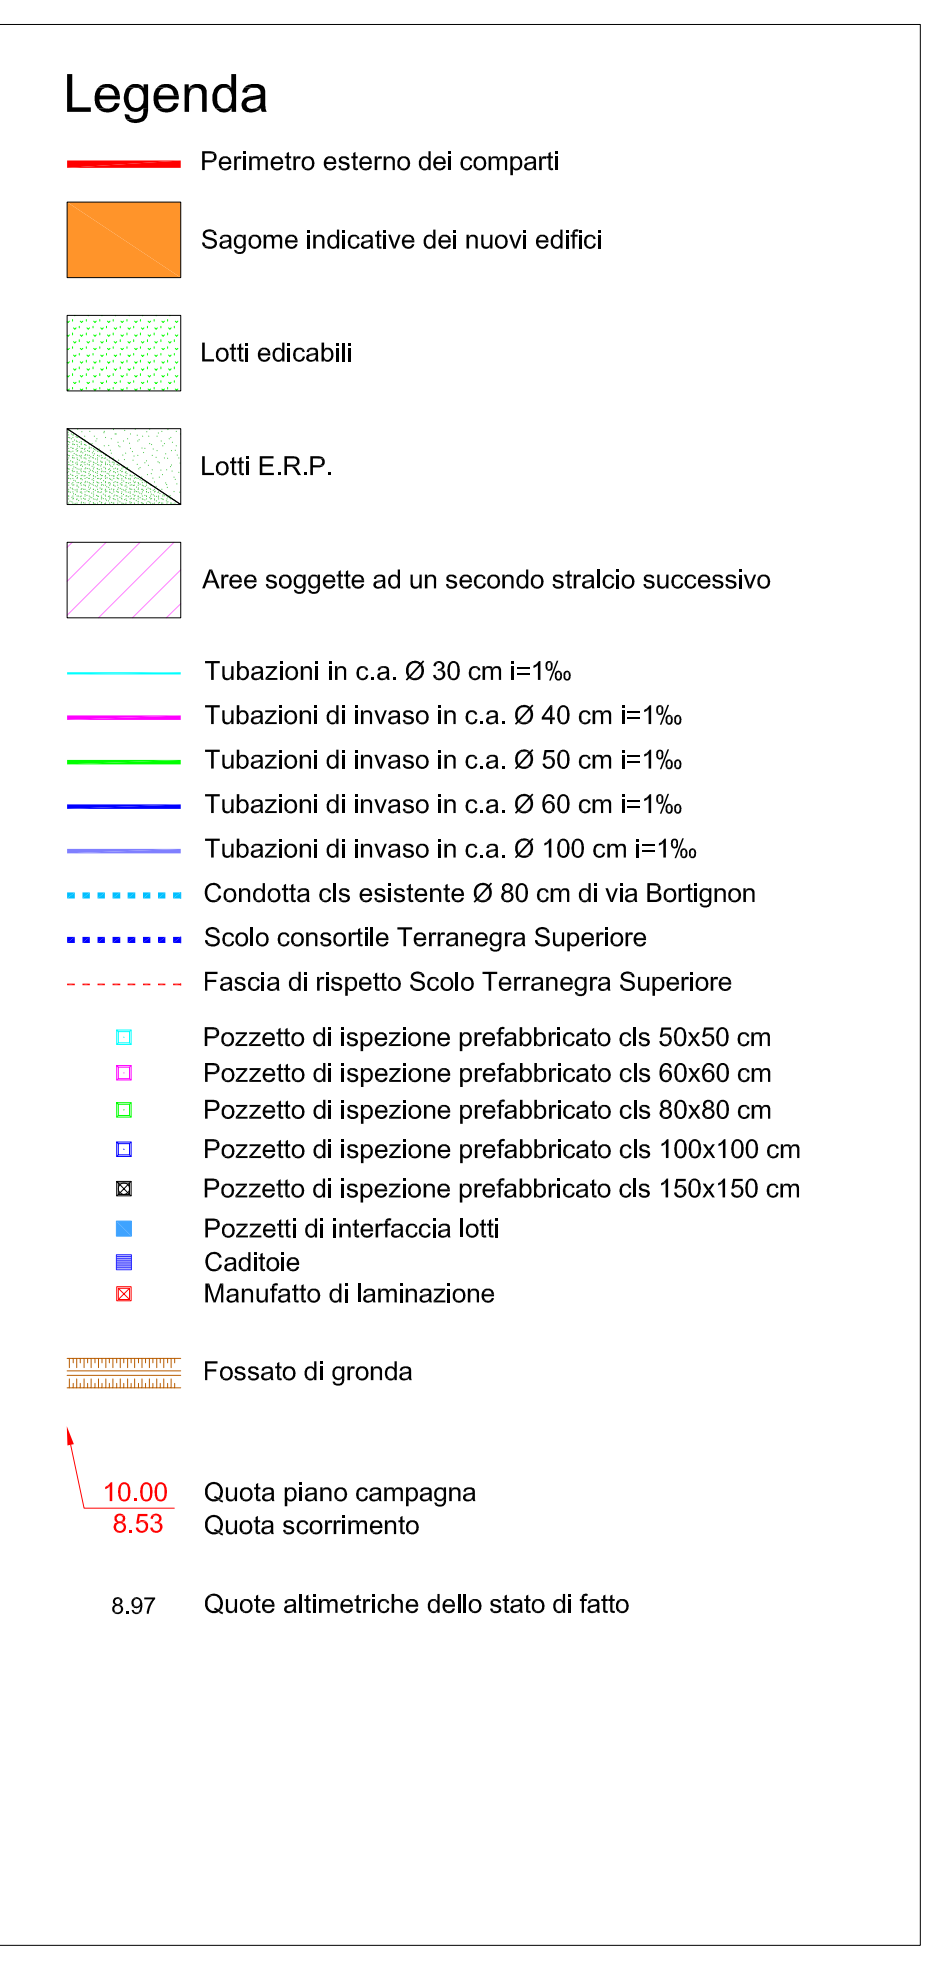 Legenda
Perimetro esterno dei comparti
Sagome indicative dei nuovi edifici
Lotti edicabili
Lotti E.R.P.
Aree soggette ad un secondo stralcio successivo
Tubazioni in c.a. Ø 30 cm i=1‰
Tubazioni di invaso in c.a. Ø 40 cm i=1‰
Tubazioni di invaso in c.a. Ø 50 cm i=1‰
Tubazioni di invaso in c.a. Ø 60 cm i=1‰
Tubazioni di invaso in c.a. Ø 100 cm i=1‰
Condotta cls esistente Ø 80 cm di via Bortignon
Scolo consortile Terranegra Superiore
Fascia di rispetto Scolo Terranegra Superiore
Pozzetto di ispezione prefabbricato cls 50x50 cm
Pozzetto di ispezione prefabbricato cls 60x60 cm
Pozzetto di ispezione prefabbricato cls 80x80 cm
Pozzetto di ispezione prefabbricato cls 100x100 cm
Pozzetto di ispezione prefabbricato cls 150x150 cm
Pozzetti di interfaccia lotti
Caditoie
Manufatto di laminazione
Fossato di gronda
10.00 Quota piano campagna
8.53 Quota scorrimento
8.97 Quote altimetriche dello stato di fatto